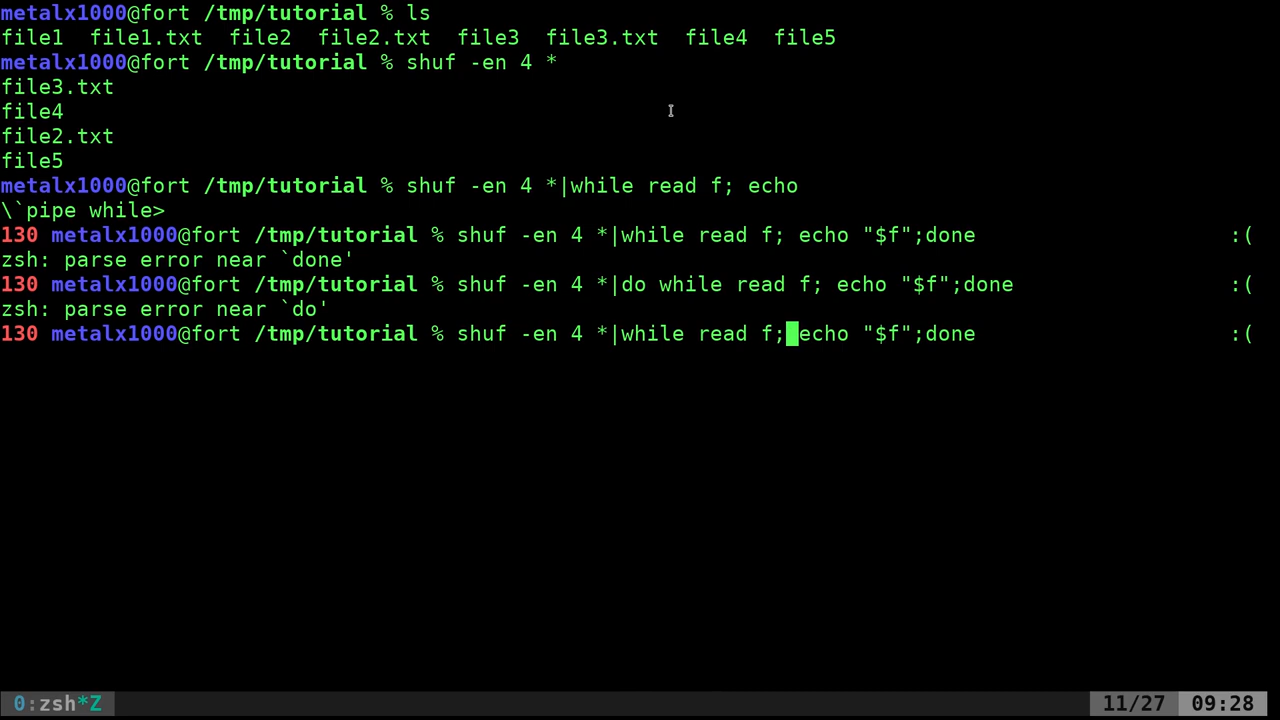 metalx1000@fort /tmp/tutorial % ls
file1  file1.txt  file2  file2.txt  file3  file3.txt  file4  file5
metalx1000@fort /tmp/tutorial % shuf -en 4 *
file3.txt
file4
file2.txt
file5
metalx1000@fort /tmp/tutorial % shuf -en 4 *|while read f; echo
\`pipe while>
130 metalx1000@fort /tmp/tutorial % shuf -en 4 *|while read f; echo "$f";done :(
zsh: parse error near `done'
130 metalx1000@fort /tmp/tutorial % shuf -en 4 *|do while read f; echo "$f";done :(
zsh: parse error near `do'
130 metalx1000@fort /tmp/tutorial % shuf -en 4 *|while read f; echo "$f";done :(
0:zsh*Z 11/27 09:28